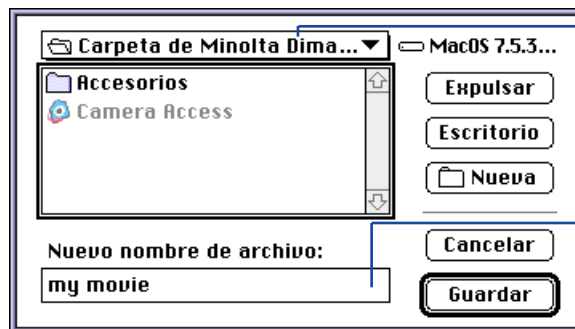 Carpeta de Minolta Dima...
MacOS 7.5.3...
Accesorios
Camera Access
Expulsar
Escritorio
Nueva
Nuevo nombre de archivo:
my movie
Cancelar
Guardar